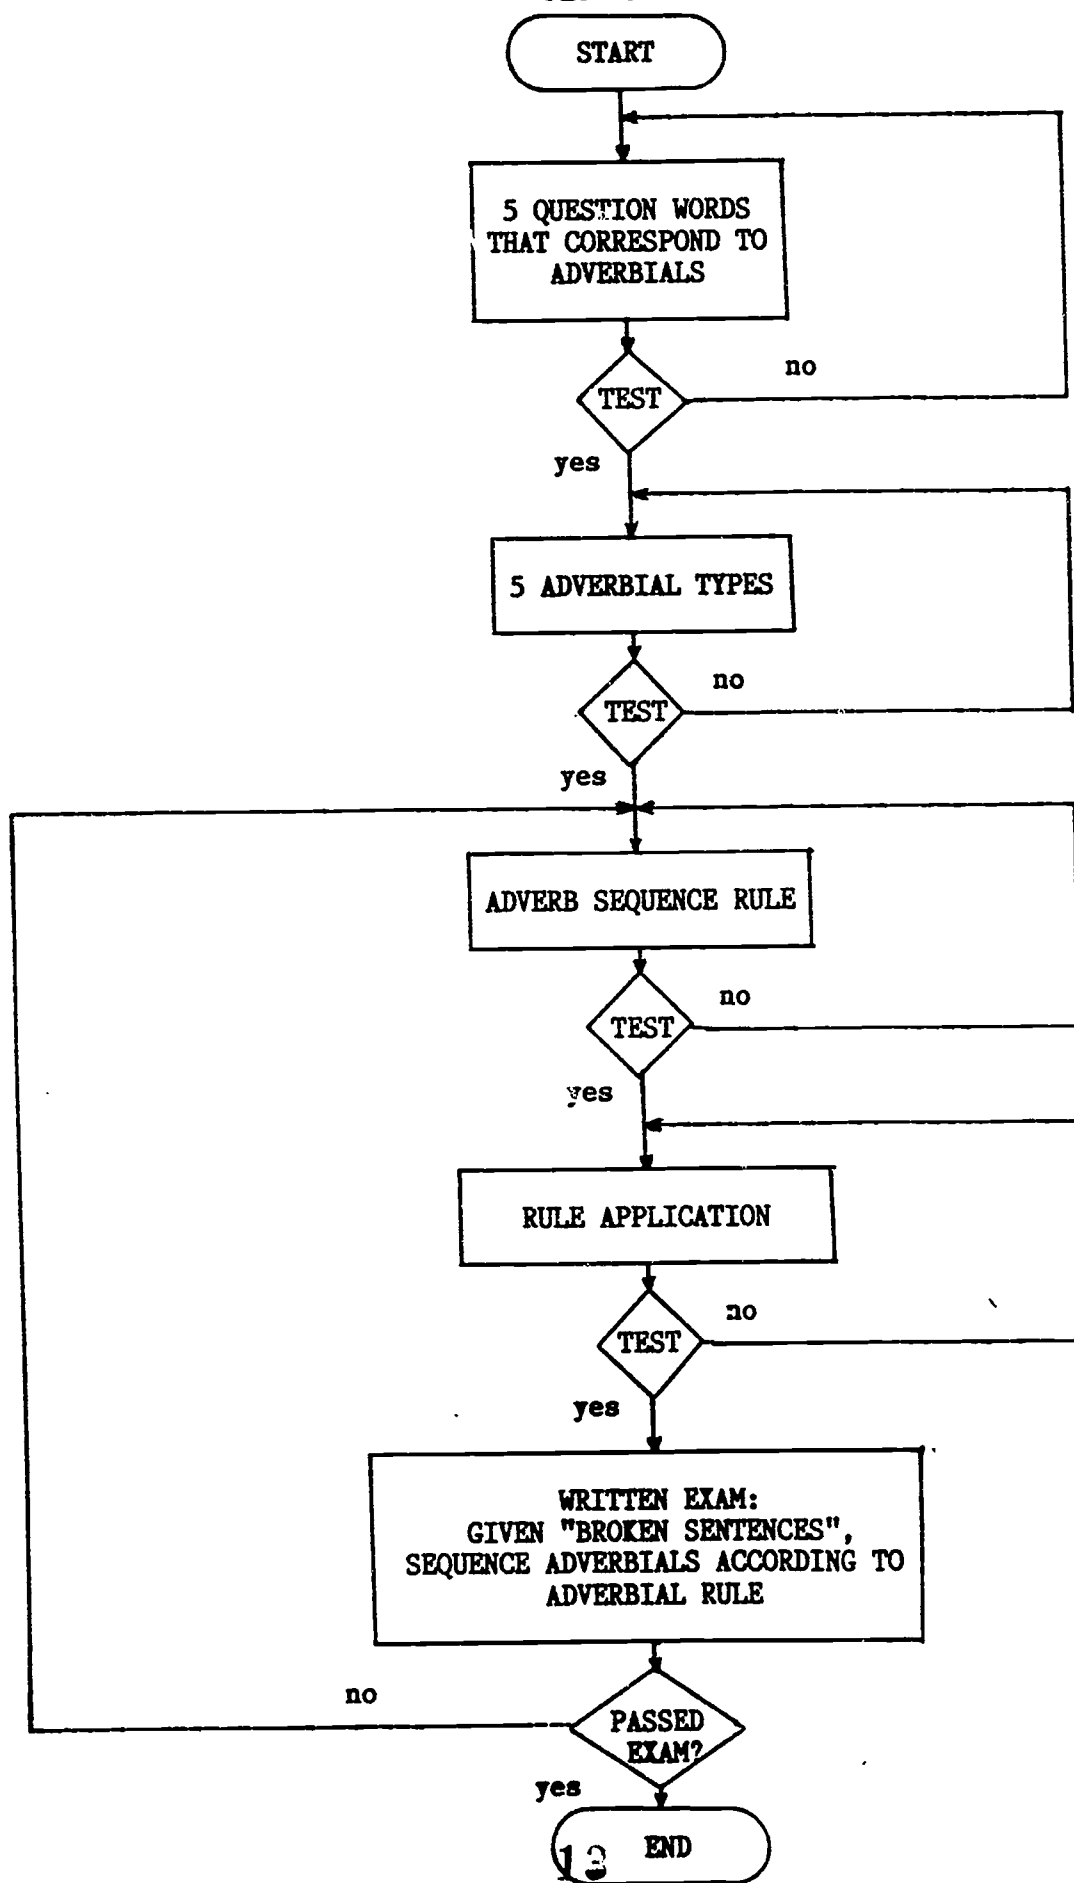 START
5 QUESTION WORDS
THAT CORRESPOND TO
ADVERBIALS
TEST
no
yes
5 ADVERBIAL TYPES
TEST
no
yes
ADVERB SEQUENCE RULE
TEST
no
yes
RULE APPLICATION
TEST
no
yes
WRITTEN EXAM:
GIVEN "BROKEN SENTENCES",
SEQUENCE ADVERBIALS ACCORDING TO
ADVERBIAL RULE
no
PASSED
EXAM?
yes
END